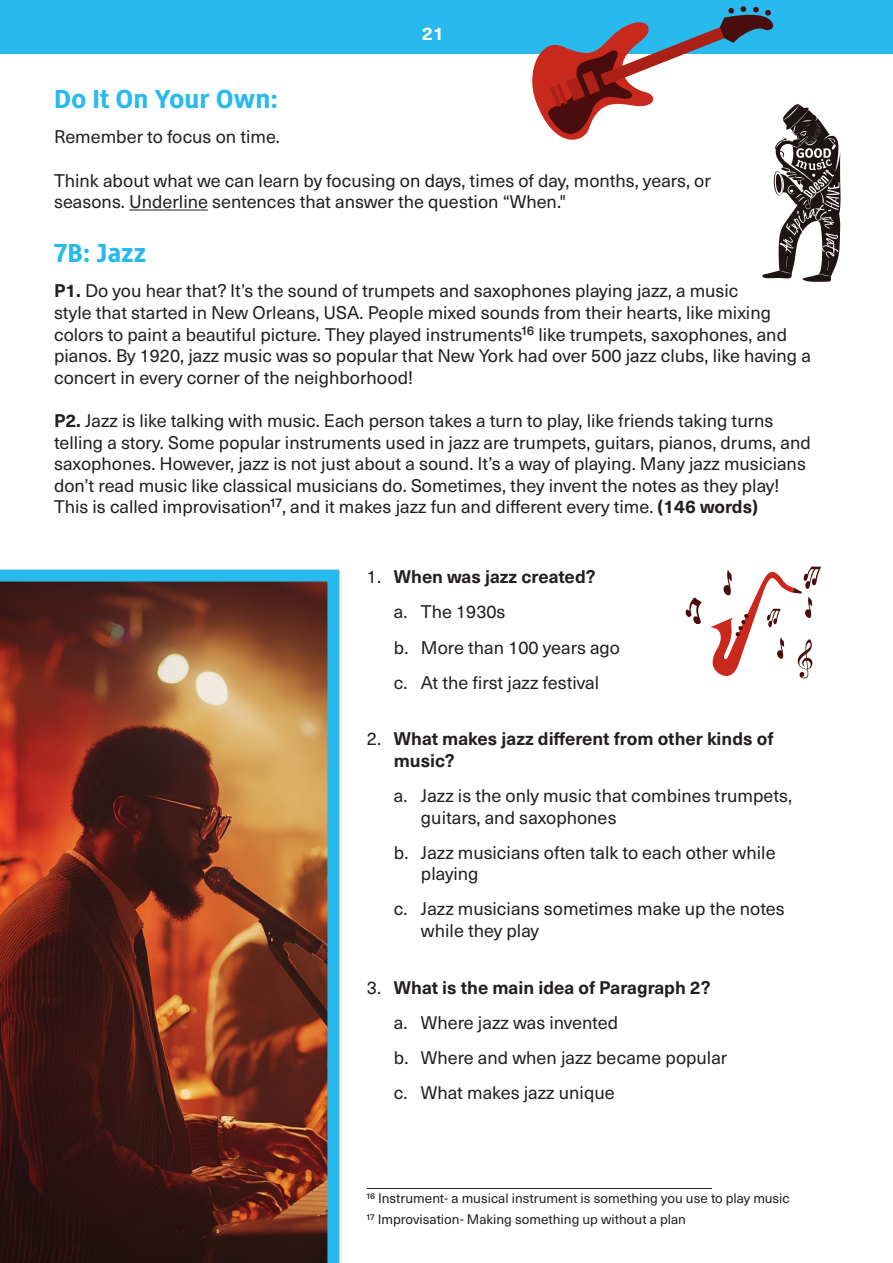 21
Do It On Your Own:
Remember to focus on time.
Think about what we can learn by focusing on days, times of day, months, years, or
seasons. Underline sentences that answer the question “When."
GOOD
music
Doesn't
HAVE
An Expiration Date
7B: Jazz
P1. Do you hear that? It’s the sound of trumpets and saxophones playing jazz, a music
style that started in New Orleans, USA. People mixed sounds from their hearts, like mixing
colors to paint a beautiful picture. They played instruments¹⁶ like trumpets, saxophones, and
pianos. By 1920, jazz music was so popular that New York had over 500 jazz clubs, like having a
concert in every corner of the neighborhood!
P2. Jazz is like talking with music. Each person takes a turn to play, like friends taking turns
telling a story. Some popular instruments used in jazz are trumpets, guitars, pianos, drums, and
saxophones. However, jazz is not just about a sound. It’s a way of playing. Many jazz musicians
don’t read music like classical musicians do. Sometimes, they invent the notes as they play!
This is called improvisation¹⁷, and it makes jazz fun and different every time. (146 words)
1. When was jazz created?
a. The 1930s
b. More than 100 years ago
c. At the first jazz festival
2. What makes jazz different from other kinds of
music?
a. Jazz is the only music that combines trumpets,
guitars, and saxophones
b. Jazz musicians often talk to each other while
playing
c. Jazz musicians sometimes make up the notes
while they play
3. What is the main idea of Paragraph 2?
a. Where jazz was invented
b. Where and when jazz became popular
c. What makes jazz unique
¹⁶ Instrument- a musical instrument is something you use to play music
¹⁷ Improvisation- Making something up without a plan